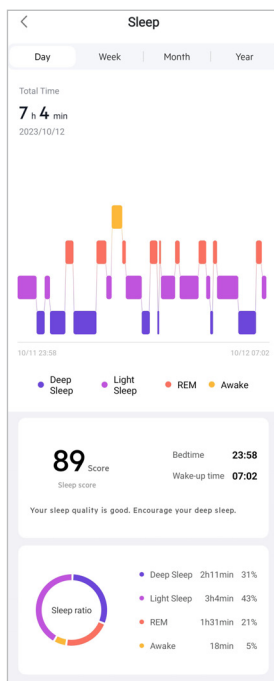 Sleep
Day Week Month Year
Total Time
7 h 4 min
2023/10/12
10/11 23:58 10/12 07:02
Deep Sleep Light Sleep REM Awake
89 Score
Sleep score
Bedtime 23:58
Wake-up time 07:02
Your sleep quality is good. Encourage your deep sleep.
Sleep ratio
Deep Sleep 2h11min 31%
Light Sleep 3h4min 43%
REM 1h31min 21%
Awake 18min 5%